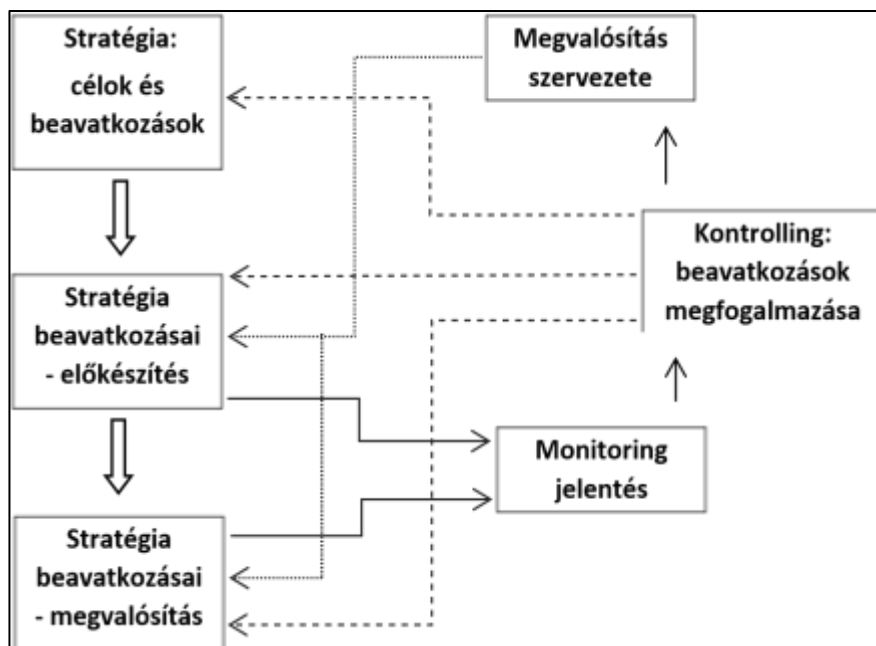 Stratégia:
célok és
beavatkozások
Megvalósítás
szervezete
Kontrolling:
beavatkozások
megfogalmazása
Stratégia
beavatkozásai
- előkészítés
Monitoring
jelentés
Stratégia
beavatkozásai
- megvalósítás